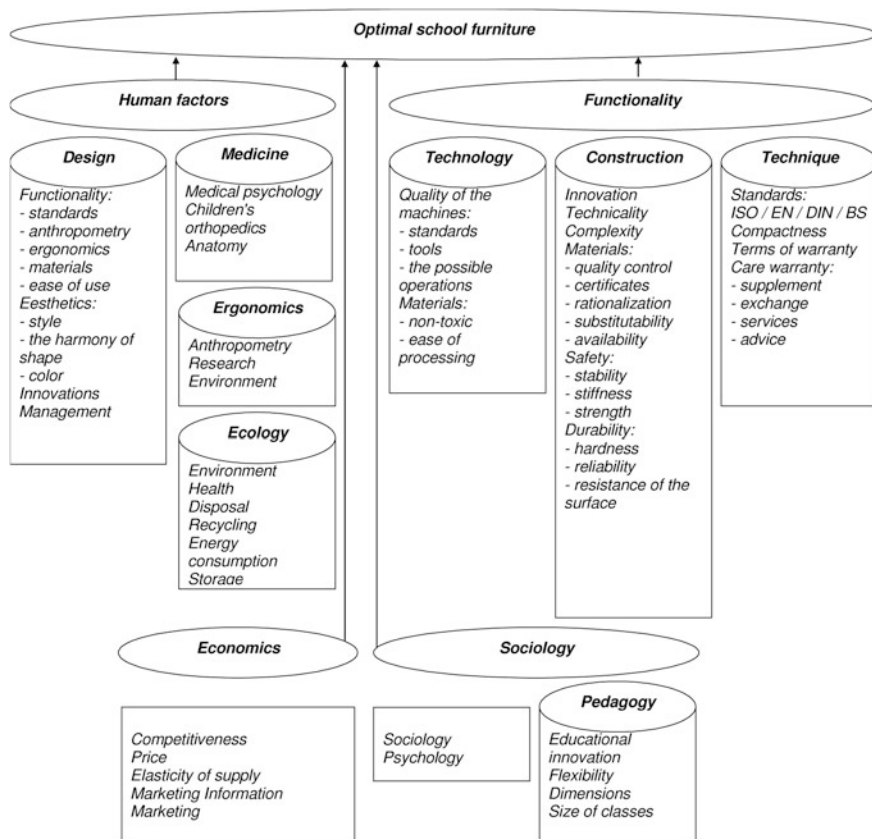 Optimal school furniture
Human factors
Functionality
Design
Functionality:
- standards
- anthropometry
- ergonomics
- materials
- ease of use
Eesthetics:
- style
- the harmony of
shape
- color
Innovations
Management
Medicine
Medical psychology
Children's
orthopedics
Anatomy
Ergonomics
Anthropometry
Research
Environment
Ecology
Environment
Health
Disposal
Recycling
Energy
consumption
Storage
Technology
Quality of the
machines:
- standards
- tools
- the possible
operations
Materials:
- non-toxic
- ease of
processing
Construction
Innovation
Technicality
Complexity
Materials:
- quality control
- certificates
- rationalization
- substitutability
- availability
Safety:
- stability
- stiffness
- strength
Durability:
- hardness
- reliability
- resistance of the
surface
Technique
Standards:
ISO / EN / DIN / BS
Compactness
Terms of warranty
Care warranty:
- supplement
- exchange
- services
- advice
Economics
Competitiveness
Price
Elasticity of supply
Marketing Information
Marketing
Sociology
Sociology
Psychology
Pedagogy
Educational
innovation
Flexibility
Dimensions
Size of classes